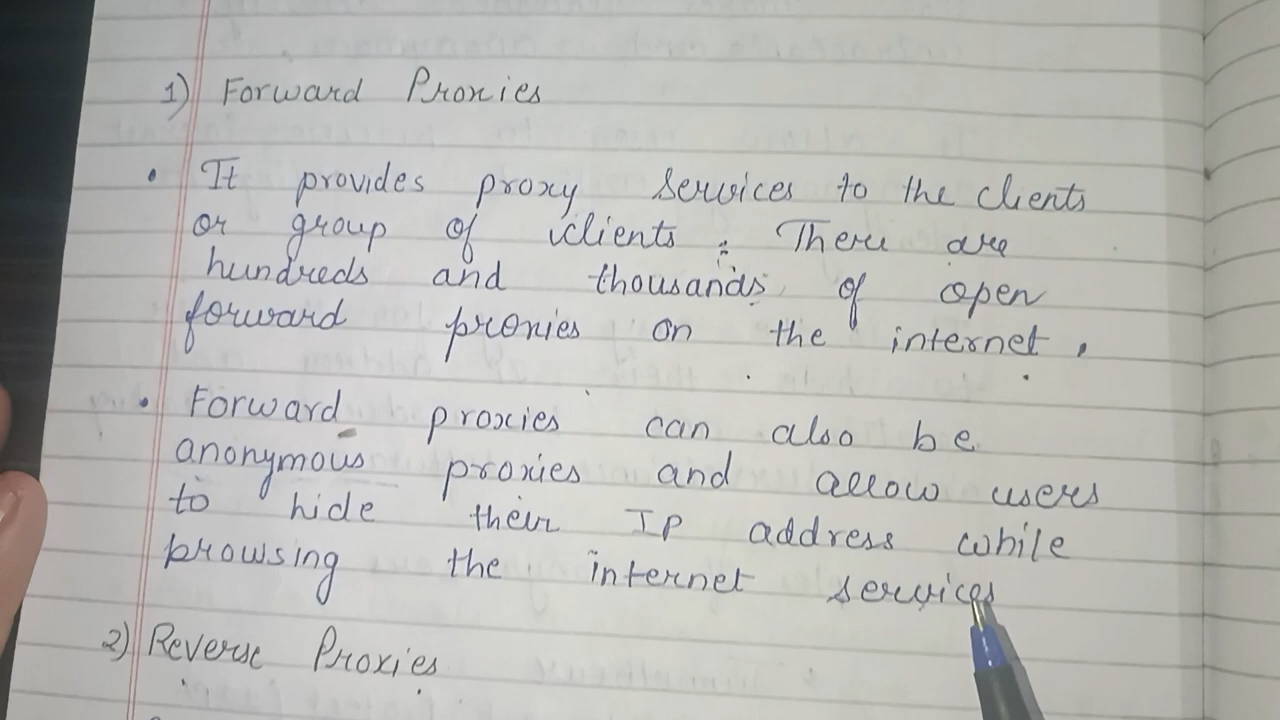 1) Forward Proxies
• It provides proxy services to the clients
or group of clients. There are
hundreds and thousands of open
forward proxies on the internet.
• Forward proxies can also be
anonymous proxies and allow users
to hide their IP address while
browsing the internet services
2) Reverse Proxies